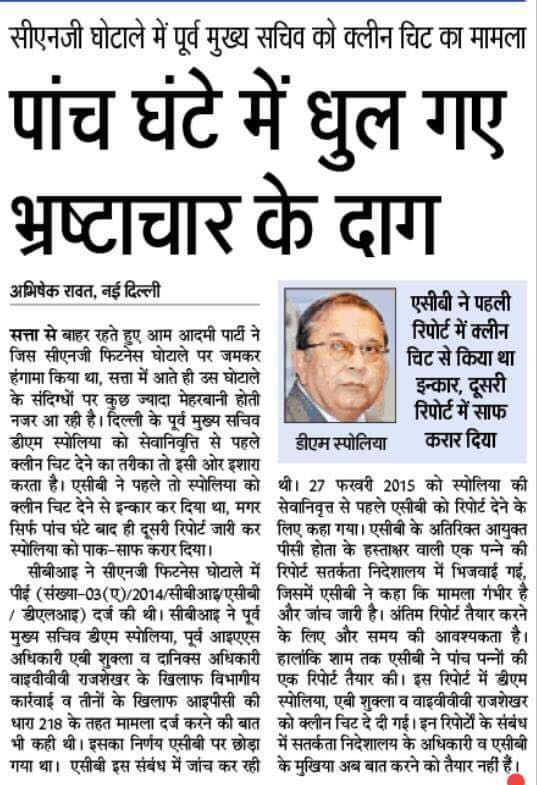 सीएनजी घोटाले में पूर्व मुख्य सचिव को क्लीन चिट का मामला
पांच घंटे में धुल गए
भ्रष्टाचार के दाग
अभिषेक रावत, नई दिल्ली
सत्ता से बाहर रहते हुए आम आदमी पार्टी ने
जिस सीएनजी फिटनेस घोटाले पर जमकर
हंगामा किया था, सत्ता में आते ही उस घोटाले
के संदिग्धों पर कुछ ज्यादा मेहरबानी होती
नजर आ रही है। दिल्ली के पूर्व मुख्य सचिव
डीएम स्पोलिया को सेवानिवृत्ति से पहले
क्लीन चिट देने का तरीका तो इसी ओर इशारा
करता है। एसीबी ने पहले तो स्पोलिया को
क्लीन चिट देने से इन्कार कर दिया था, मगर
सिर्फ पांच घंटे बाद ही दूसरी रिपोर्ट जारी कर
स्पोलिया को पाक-साफ करार दिया।
सीबीआइ ने सीएनजी फिटनेस घोटाले में
पीई (संख्या-03(ए)/2014/सीबीआइ/एसीबी
/ डीएलआइ) दर्ज की थी। सीबीआइ ने पूर्व
मुख्य सचिव डीएम स्पोलिया, पूर्व आइएएस
अधिकारी एबी शुक्ला व दानिक्स अधिकारी
वाइवीवीवी राजशेखर के खिलाफ विभागीय
कार्रवाई व तीनों के खिलाफ आइपीसी की
धारा 218 के तहत मामला दर्ज करने की बात
भी कही थी। इसका निर्णय एसीबी पर छोड़ा
गया था। एसीबी इस संबंध में जांच कर रही
डीएम स्पोलिया
एसीबी ने पहली
रिपोर्ट में क्लीन
चिट से किया था
इन्कार, दूसरी
रिपोर्ट में साफ
करार दिया
थी। 27 फरवरी 2015 को स्पोलिया की
सेवानिवृत्त से पहले एसीबी को रिपोर्ट देने के
लिए कहा गया। एसीबी के अतिरिक्त आयुक्त
पीसी होता के हस्ताक्षर वाली एक पन्ने की
रिपोर्ट सतर्कता निदेशालय में भिजवाई गई,
जिसमें एसीबी ने कहा कि मामला गंभीर है
और जांच जारी है। अंतिम रिपोर्ट तैयार करने
के लिए और समय की आवश्यकता है।
हालांकि शाम तक एसीबी ने पांच पन्नों की
एक रिपोर्ट तैयार की। इस रिपोर्ट में डीएम
स्पोलिया, एबी शुक्ला व वाइवीवीवी राजशेखर
को क्लीन चिट दे दी गई। इन रिपोर्टों के संबंध
में सतर्कता निदेशालय के अधिकारी व एसीबी
के मुखिया अब बात करने को तैयार नहीं हैं।